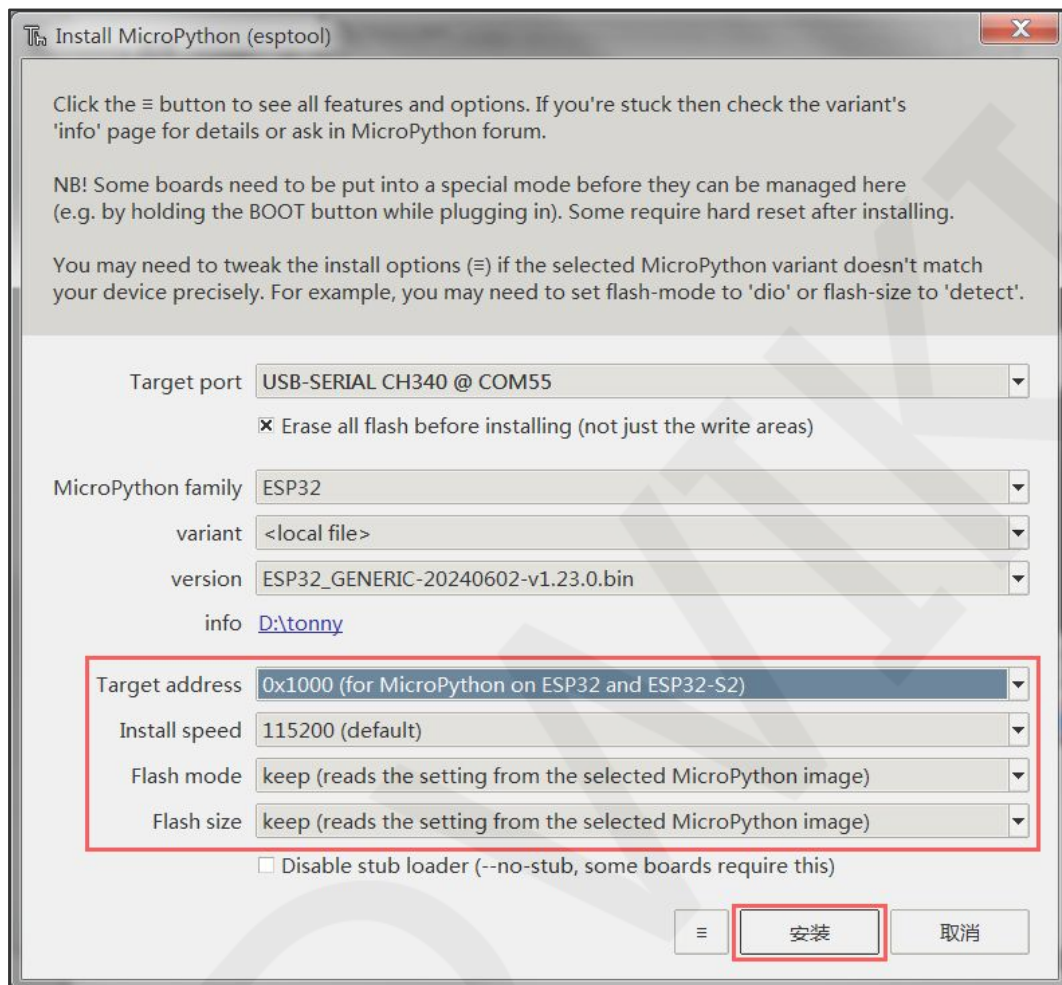 Install MicroPython (esptool)
Click the ≡ button to see all features and options. If you're stuck then check the variant's
'info' page for details or ask in MicroPython forum.
NB! Some boards need to be put into a special mode before they can be managed here
(e.g. by holding the BOOT button while plugging in). Some require hard reset after installing.
You may need to tweak the install options (≡) if the selected MicroPython variant doesn't match
your device precisely. For example, you may need to set flash-mode to 'dio' or flash-size to 'detect'.
Target port USB-SERIAL CH340 @ COM55
Erase all flash before installing (not just the write areas)
MicroPython family ESP32
variant <local file>
version ESP32_GENERIC-20240602-v1.23.0.bin
info D:\tonny
Target address 0x1000 (for MicroPython on ESP32 and ESP32-S2)
Install speed 115200 (default)
Flash mode keep (reads the setting from the selected MicroPython image)
Flash size keep (reads the setting from the selected MicroPython image)
Disable stub loader (--no-stub, some boards require this)
≡ 安装 取消